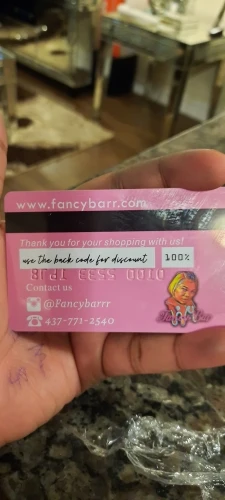 www.fancybarr.com
Thank you for your shopping with us!
use the back code for discount
100%
Contact us
@Fancybarrr
437-771-2540